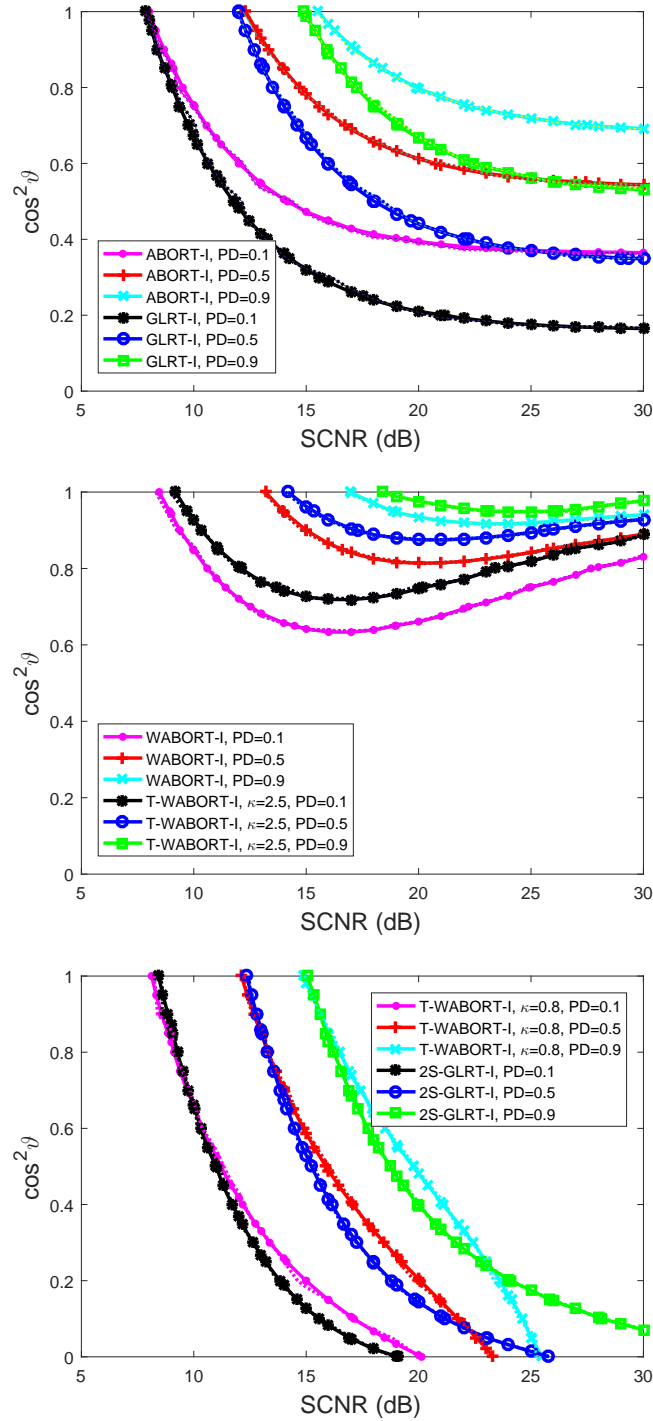 1
0.8
0.6
0.4
0.2
0
cos²ϑ
ABORT-I, PD=0.1
ABORT-I, PD=0.5
ABORT-I, PD=0.9
GLRT-I, PD=0.1
GLRT-I, PD=0.5
GLRT-I, PD=0.9
5 10 15 20 25 30
SCNR (dB)
1
0.8
0.6
0.4
0.2
0
cos²ϑ
WABORT-I, PD=0.1
WABORT-I, PD=0.5
WABORT-I, PD=0.9
T-WABORT-I, κ=2.5, PD=0.1
T-WABORT-I, κ=2.5, PD=0.5
T-WABORT-I, κ=2.5, PD=0.9
5 10 15 20 25 30
SCNR (dB)
1
0.8
0.6
0.4
0.2
0
cos²ϑ
T-WABORT-I, κ=0.8, PD=0.1
T-WABORT-I, κ=0.8, PD=0.5
T-WABORT-I, κ=0.8, PD=0.9
2S-GLRT-I, PD=0.1
2S-GLRT-I, PD=0.5
2S-GLRT-I, PD=0.9
5 10 15 20 25 30
SCNR (dB)